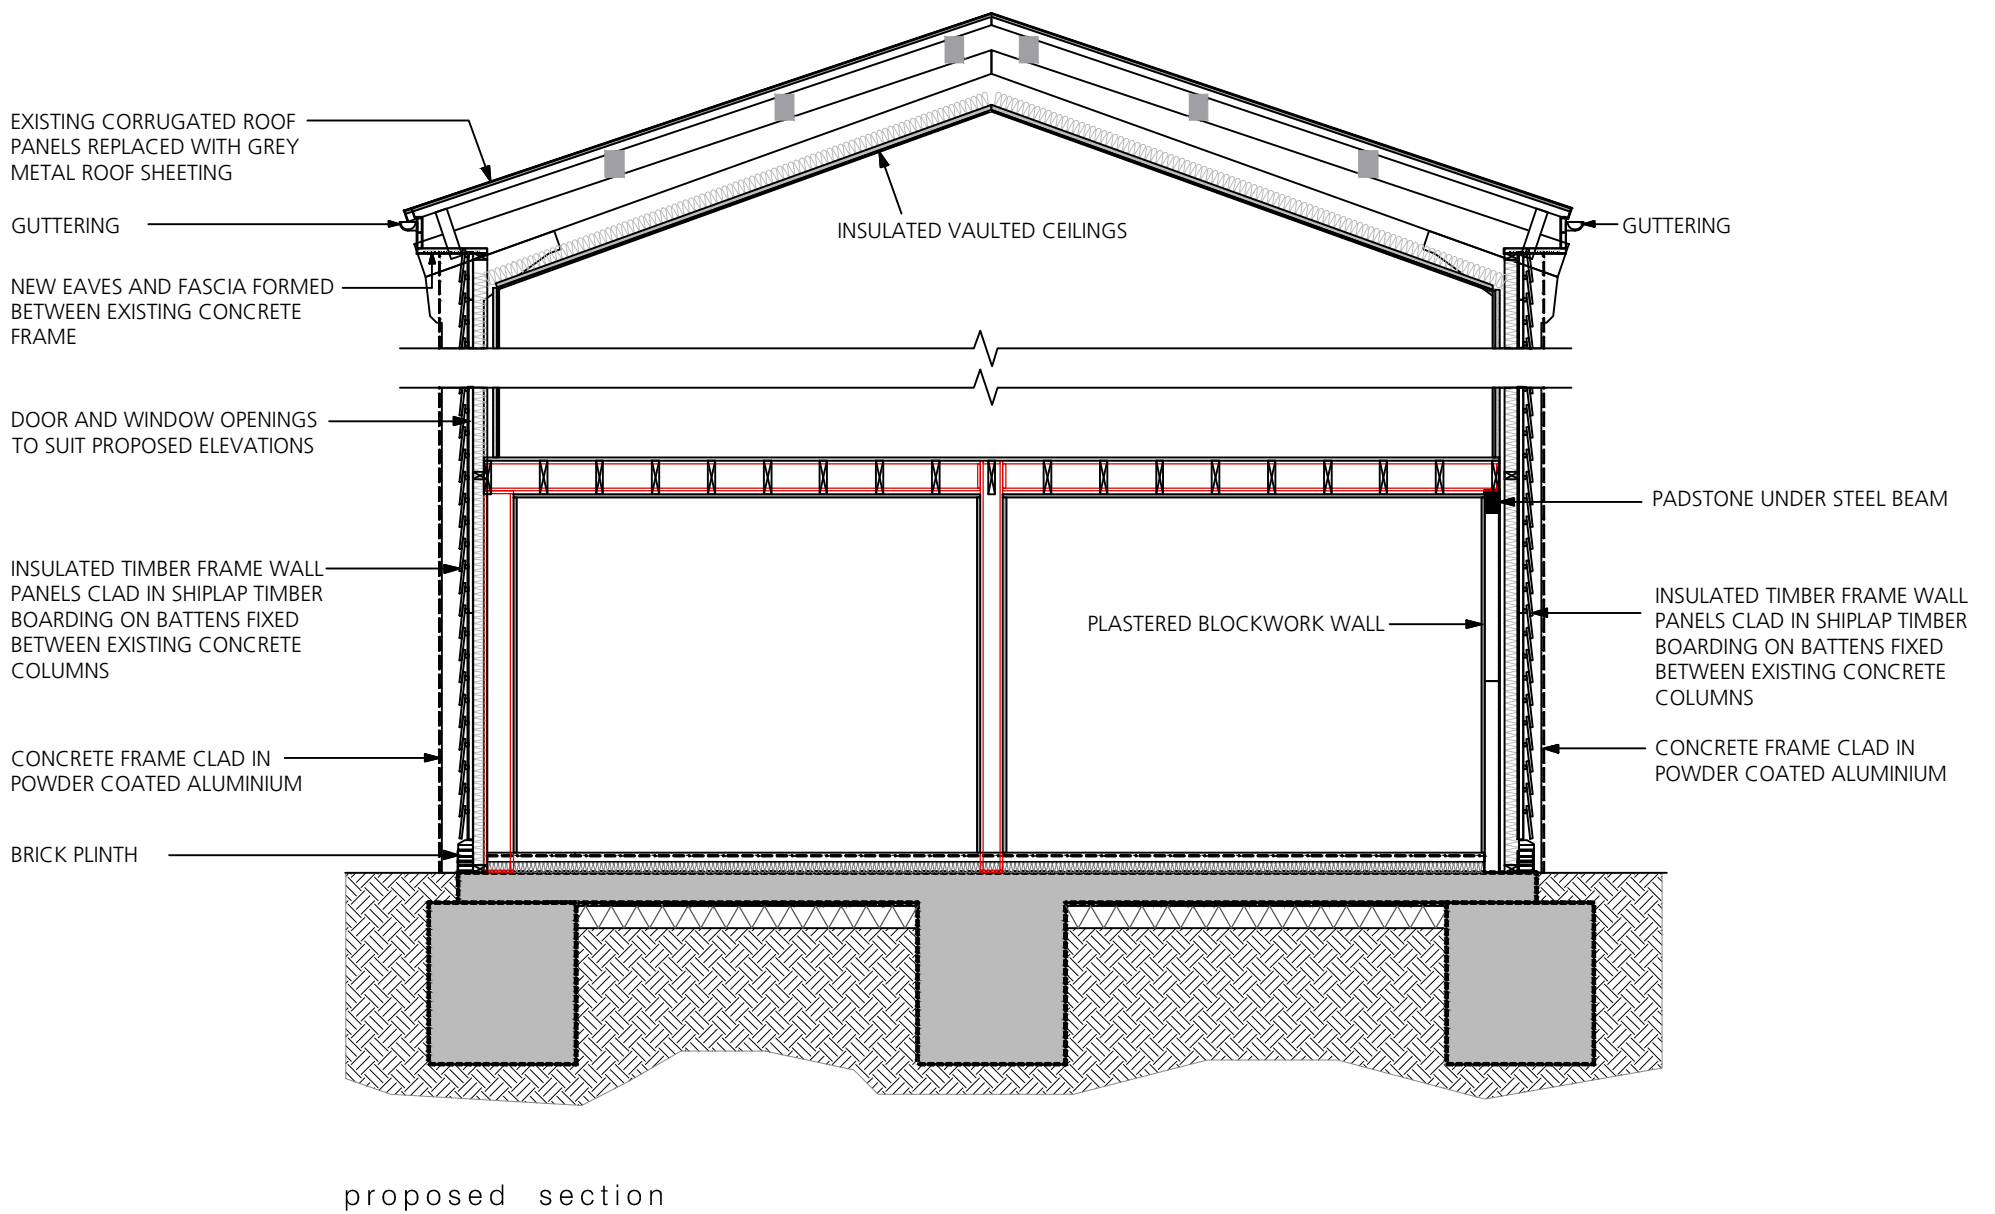 EXISTING CORRUGATED ROOF
PANELS REPLACED WITH GREY
METAL ROOF SHEETING
GUTTERING
NEW EAVES AND FASCIA FORMED
BETWEEN EXISTING CONCRETE
FRAME
DOOR AND WINDOW OPENINGS
TO SUIT PROPOSED ELEVATIONS
INSULATED TIMBER FRAME WALL
PANELS CLAD IN SHIPLAP TIMBER
BOARDING ON BATTENS FIXED
BETWEEN EXISTING CONCRETE
COLUMNS
CONCRETE FRAME CLAD IN
POWDER COATED ALUMINIUM
BRICK PLINTH
INSULATED VAULTED CEILINGS
PLASTERED BLOCKWORK WALL
GUTTERING
PADSTONE UNDER STEEL BEAM
INSULATED TIMBER FRAME WALL
PANELS CLAD IN SHIPLAP TIMBER
BOARDING ON BATTENS FIXED
BETWEEN EXISTING CONCRETE
COLUMNS
CONCRETE FRAME CLAD IN
POWDER COATED ALUMINIUM
proposed section